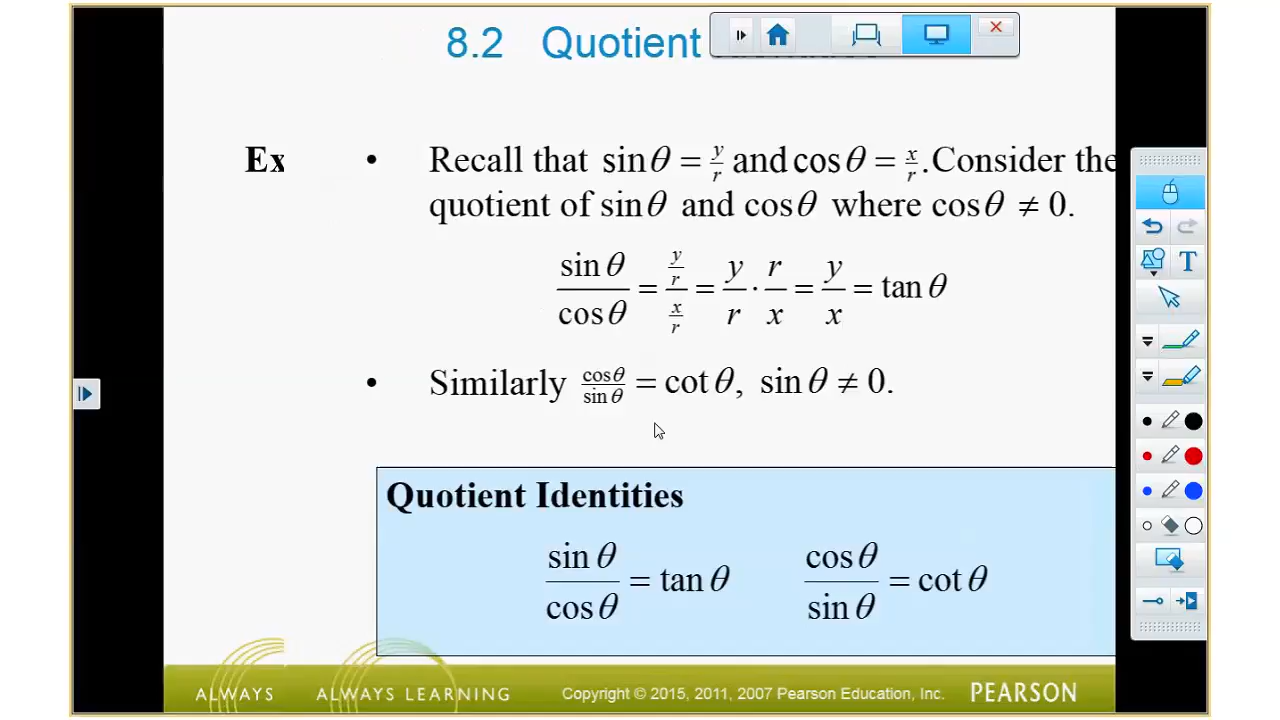 8.2 Quotient
Ex
• Recall that sin θ = y/r and cos θ = x/r. Consider the
quotient of sin θ and cos θ where cos θ ≠ 0.
sin θ / cos θ = (y/r)/(x/r) = y/r · r/x = y/x = tan θ
• Similarly cosθ/sinθ = cot θ, sin θ ≠ 0.
Quotient Identities
sin θ / cos θ = tan θ    cos θ / sin θ = cot θ
ALWAYS ALWAYS LEARNING Copyright © 2015, 2011, 2007 Pearson Education, Inc. PEARSON
T